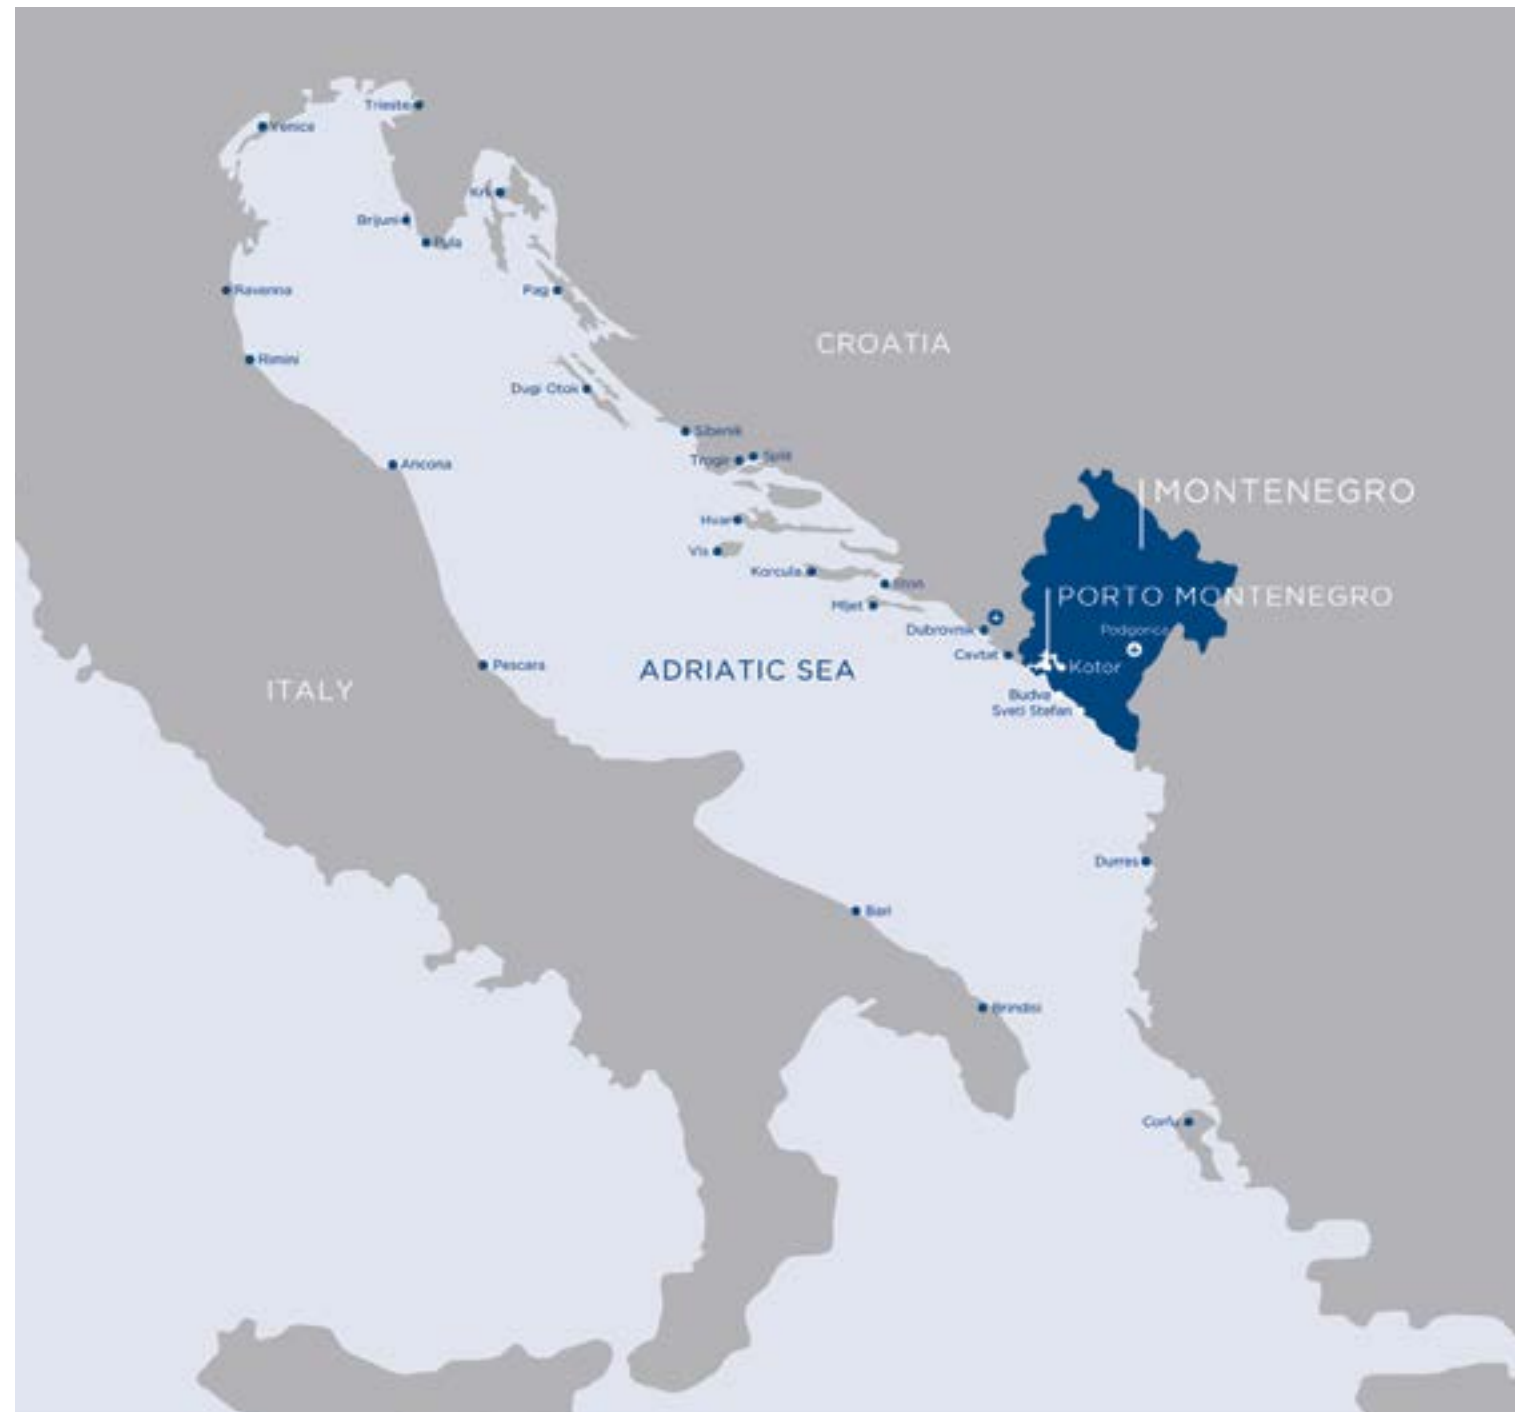 Trieste
Venice
Krk
Brijuni
Pula
Ravenna
Pag
CROATIA
Rimini
Dugi Otok
Sibenik
Trogir
Split
Ancona
MONTENEGRO
Hvar
Vis
Korcula
Ston
Mljet
PORTO MONTENEGRO
Dubrovnik
Podgorica
Cavtat
Kotor
Pescara
ADRIATIC SEA
ITALY
Budva
Sveti Stefan
Durres
Bari
Brindisi
Corfu